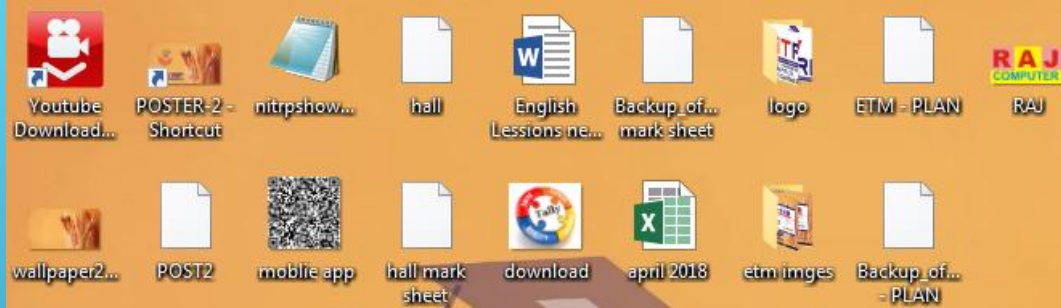 Youtube Download...
POSTER-2 - Shortcut
nitrpshow...
hall
English Lessions ne...
Backup_of... mark sheet
logo
ETM - PLAN
RAJ COMPUTER
RAJ
wallpaper2...
POST2
moblie app
hall mark sheet
Tally
download
april 2018
etm imges
Backup_of... - PLAN